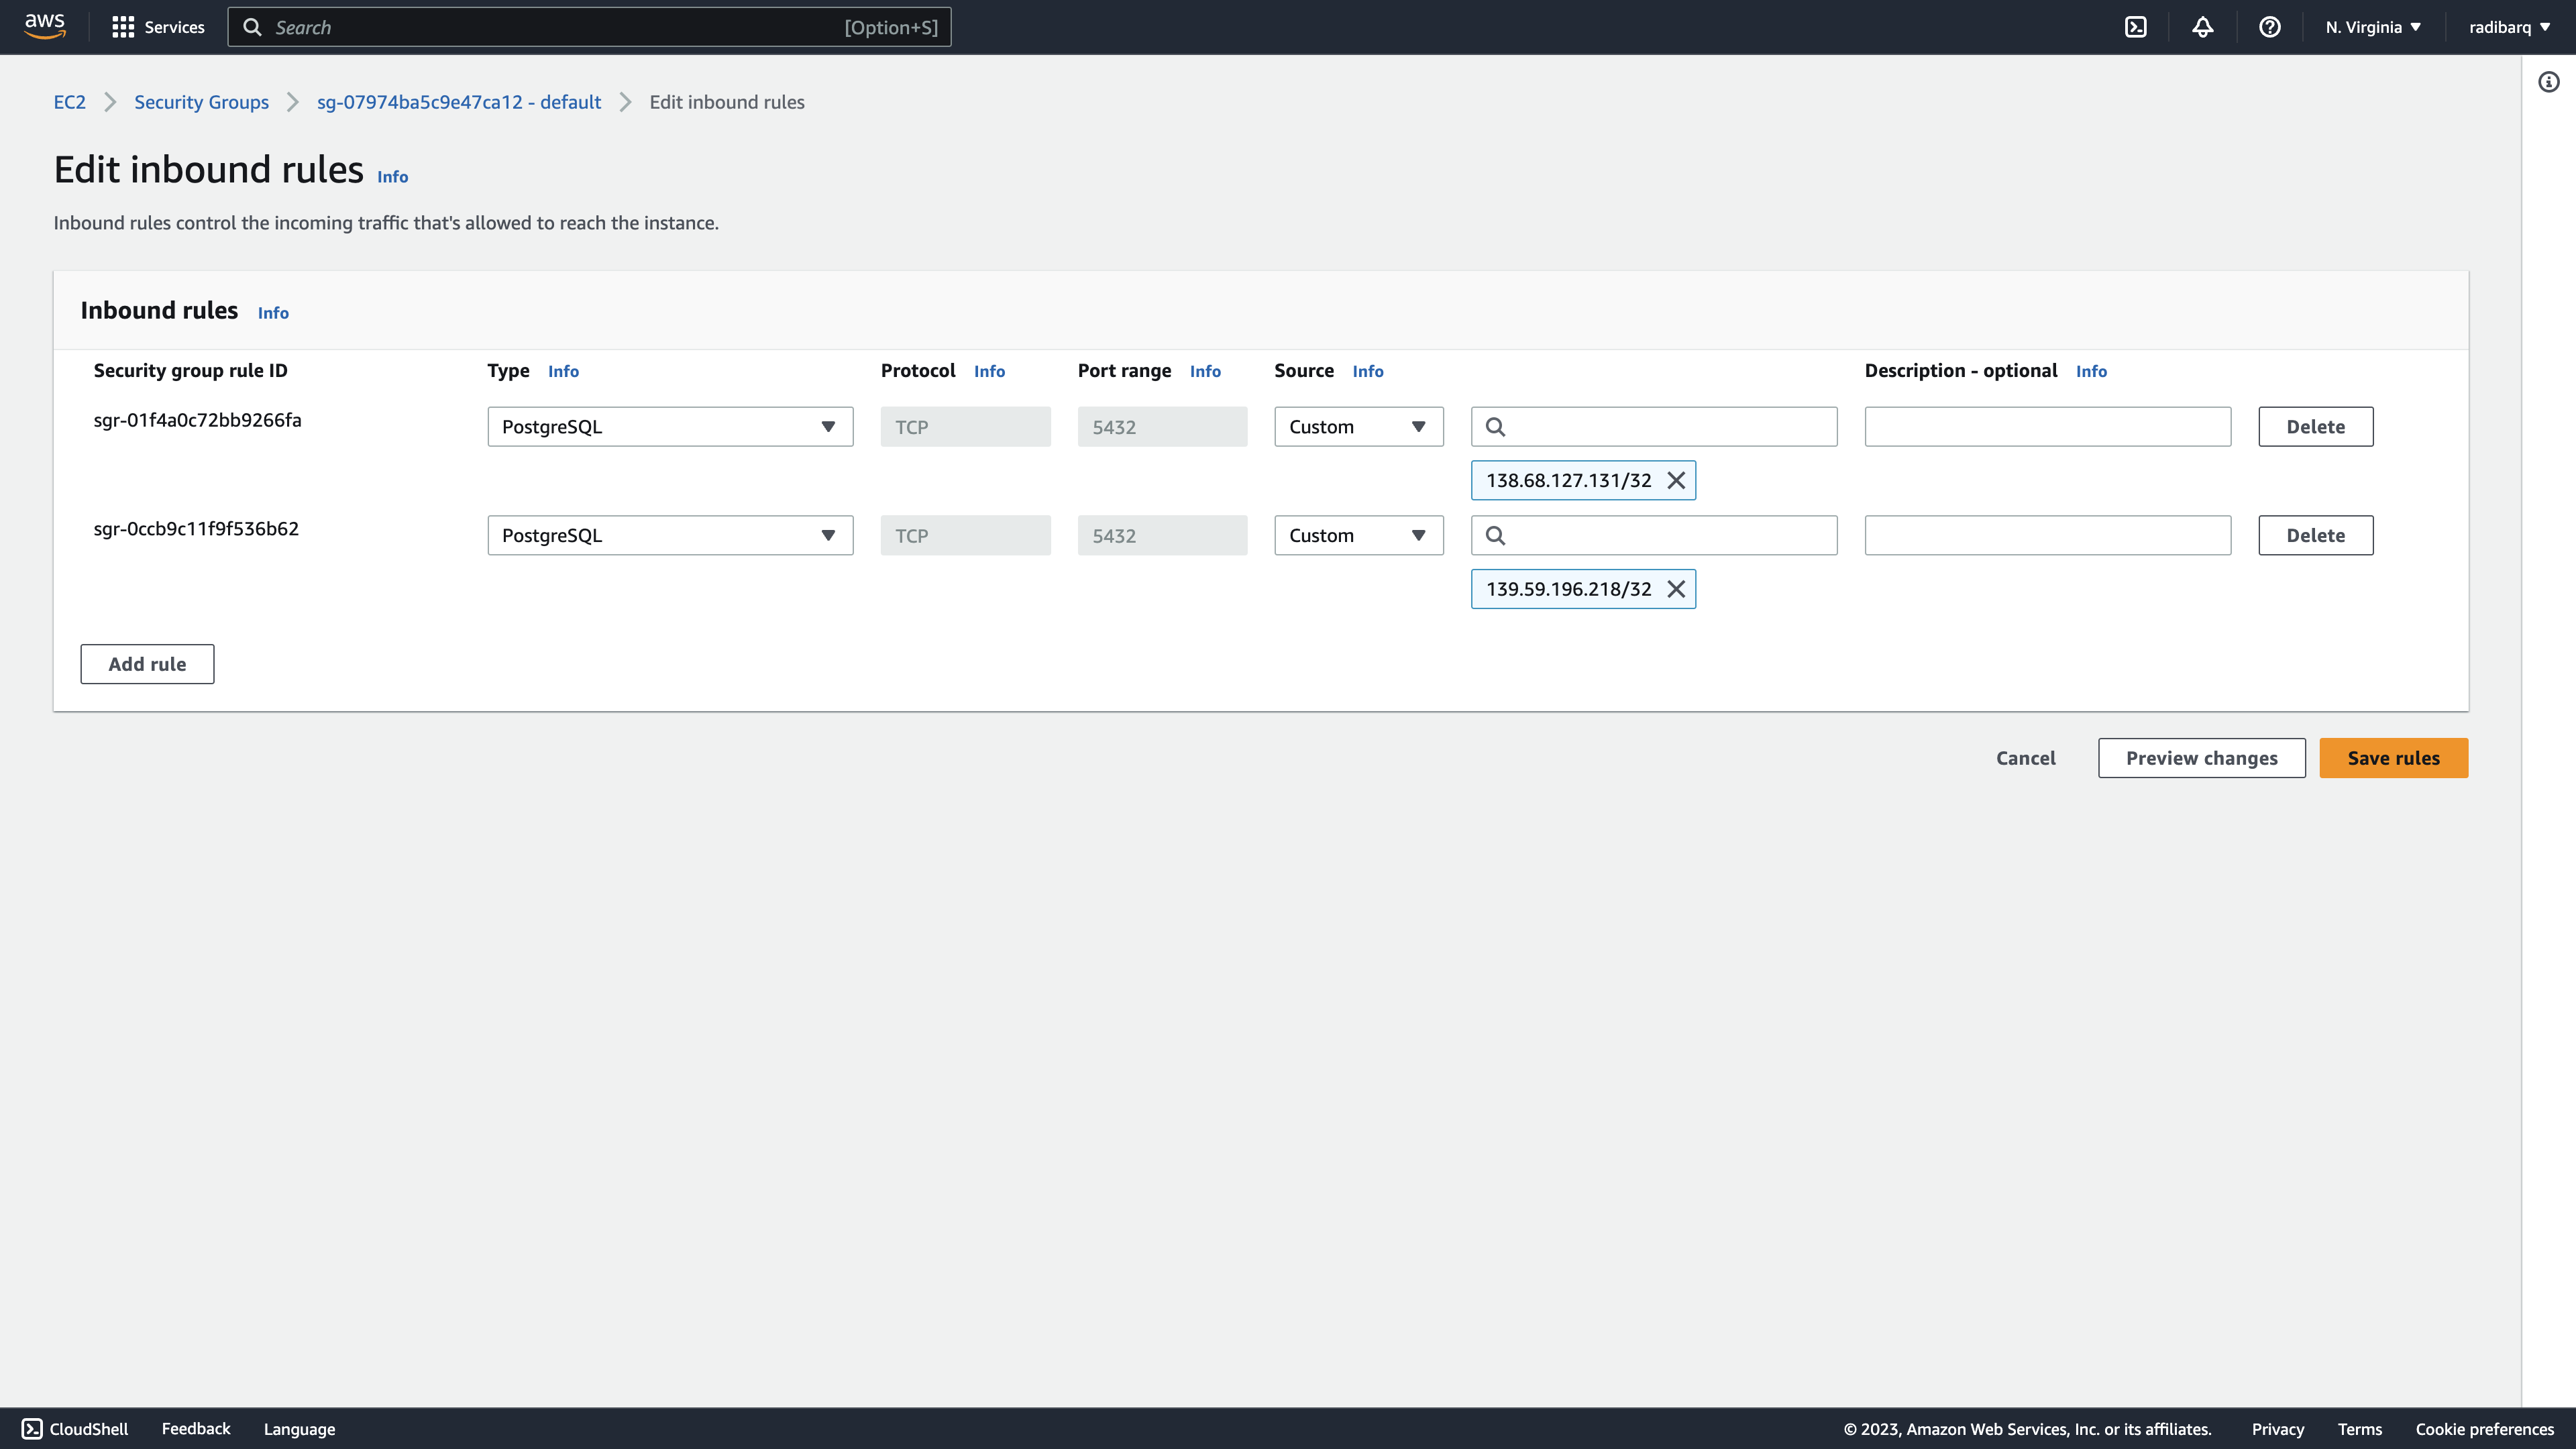 aws Services Search [Option+S] N. Virginia radibarq
EC2 Security Groups sg-07974ba5c9e47ca12 - default Edit inbound rules
Edit inbound rules Info
Inbound rules control the incoming traffic that's allowed to reach the instance.
Inbound rules Info
Security group rule ID Type Info Protocol Info Port range Info Source Info Description - optional Info
sgr-01f4a0c72bb9266fa PostgreSQL TCP 5432 Custom Delete
138.68.127.131/32
sgr-0ccb9c11f9f536b62 PostgreSQL TCP 5432 Custom Delete
139.59.196.218/32
Add rule
Cancel Preview changes Save rules
CloudShell Feedback Language © 2023, Amazon Web Services, Inc. or its affiliates. Privacy Terms Cookie preferences